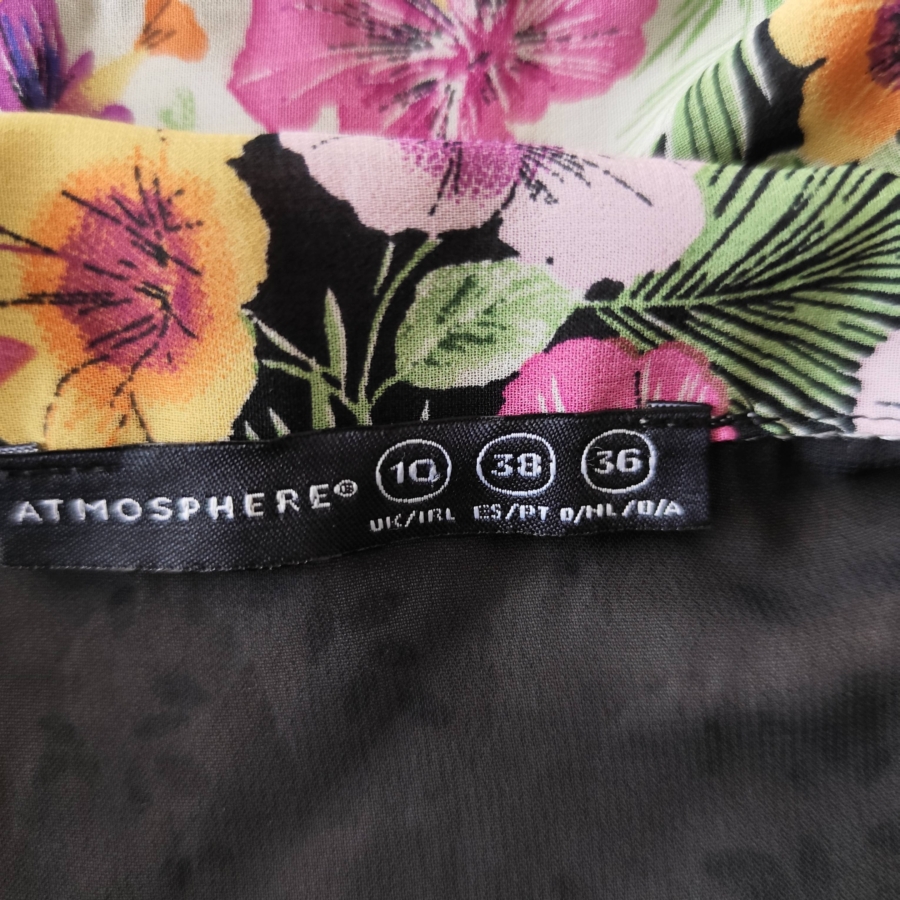 ATMOSPHERE® 10 38 36
UK/IRL ES/PT D/NL/B/A